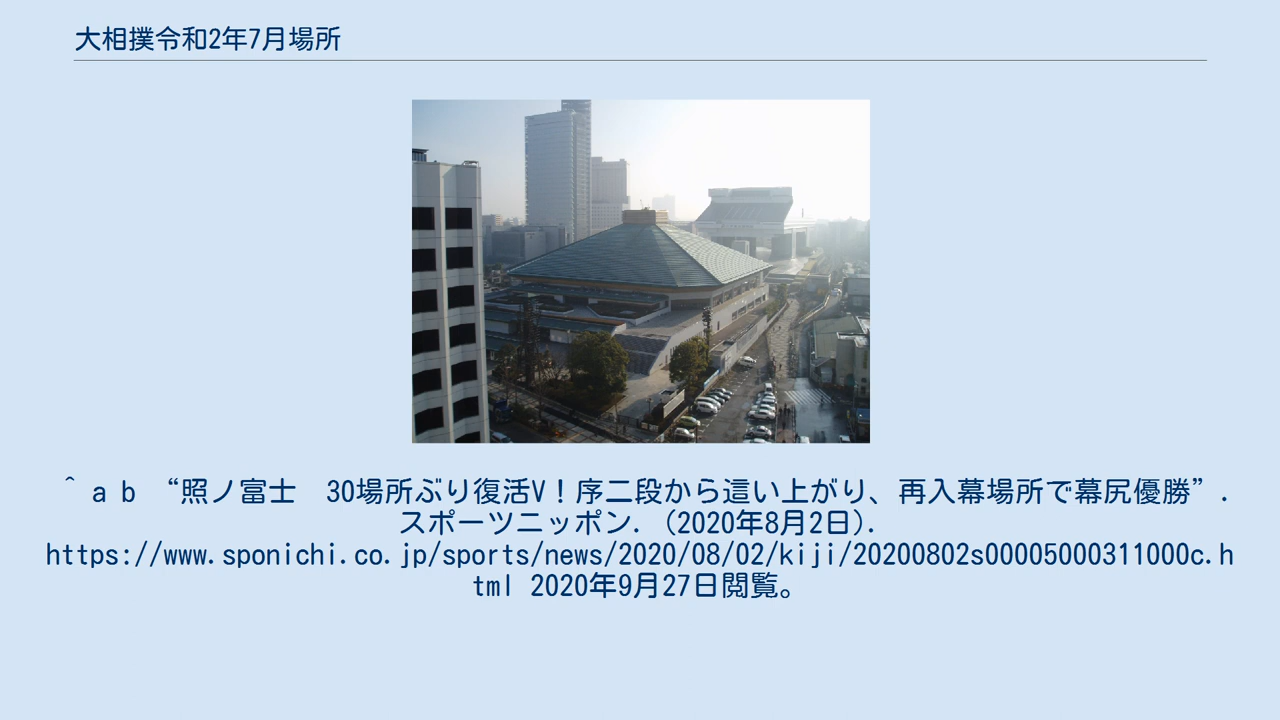 大相撲令和2年7月場所
^ a b “照ノ富士　30場所ぶり復活V！序二段から這い上がり、再入幕場所で幕尻優勝”.
スポーツニッポン. (2020年8月2日).
https://www.sponichi.co.jp/sports/news/2020/08/02/kiji/20200802s00005000311000c.h
tml 2020年9月27日閲覧。